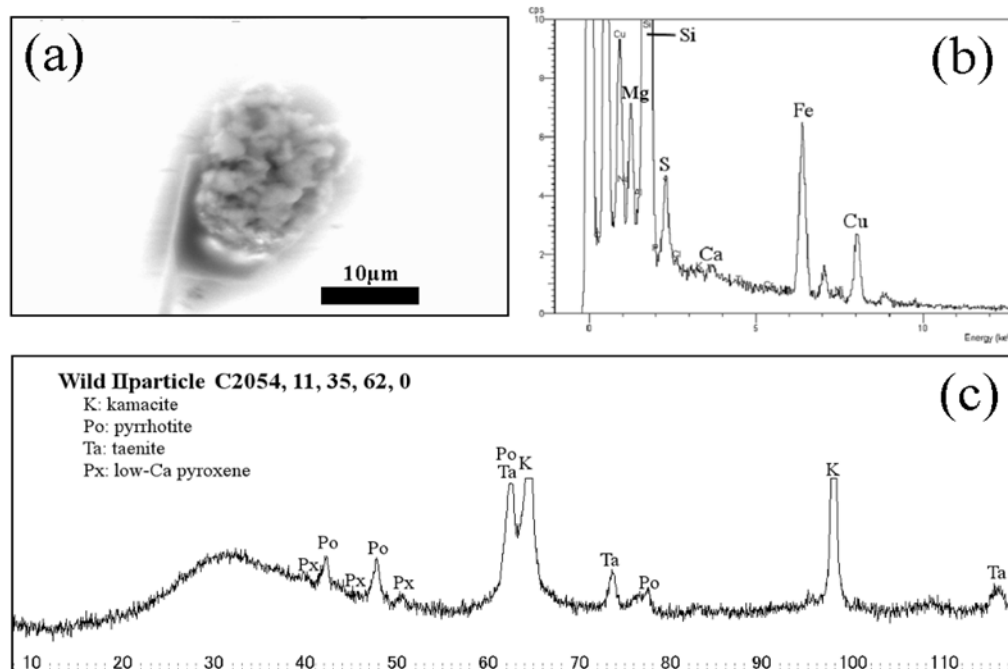 (a)
10μm
cps
10
8
6
4
2
0
Cu
Si
Si
Mg
S
Ca
Fe
Cu
(b)
0
5
10
Energy (ke
Wild IIparticle C2054, 11, 35, 62, 0
K: kamacite
Po: pyrrhotite
Ta: taenite
Px: low-Ca pyroxene
(c)
Px
Po
Px
Po
Px
Po
Ta
K
Ta
Po
K
Ta
10 20 30 40 50 60 70 80 90 100 110